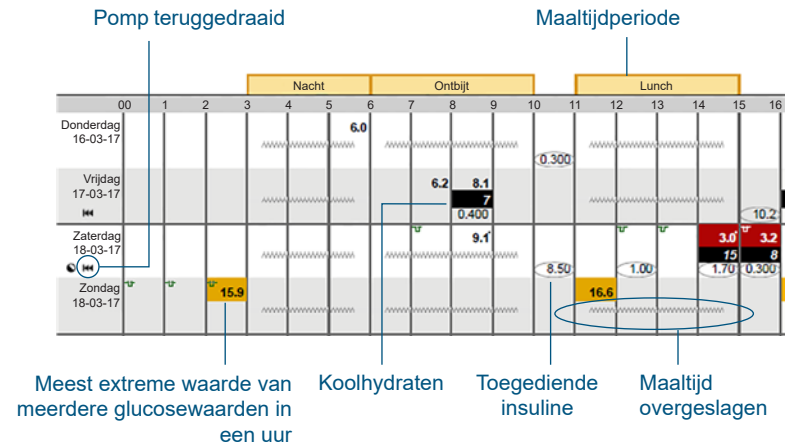 Pomp teruggedraaid
Maaltijdperiode
Nacht
Ontbijt
Lunch
00 1 2 3 4 5 6 7 8 9 10 11 12 13 14 15 16
Donderdag
16-03-17
6.0
0.300
Vrijdag
17-03-17
6.2 8.1
7
0.400
10.2
Zaterdag
18-03-17
9.1
3.0 3.2
15 8
8.50 1.00 1.70 0.300
Zondag
18-03-17
15.9
16.6
Meest extreme waarde van
meerdere glucosewaarden in
een uur
Koolhydraten
Toegediende
insuline
Maaltijd
overgeslagen